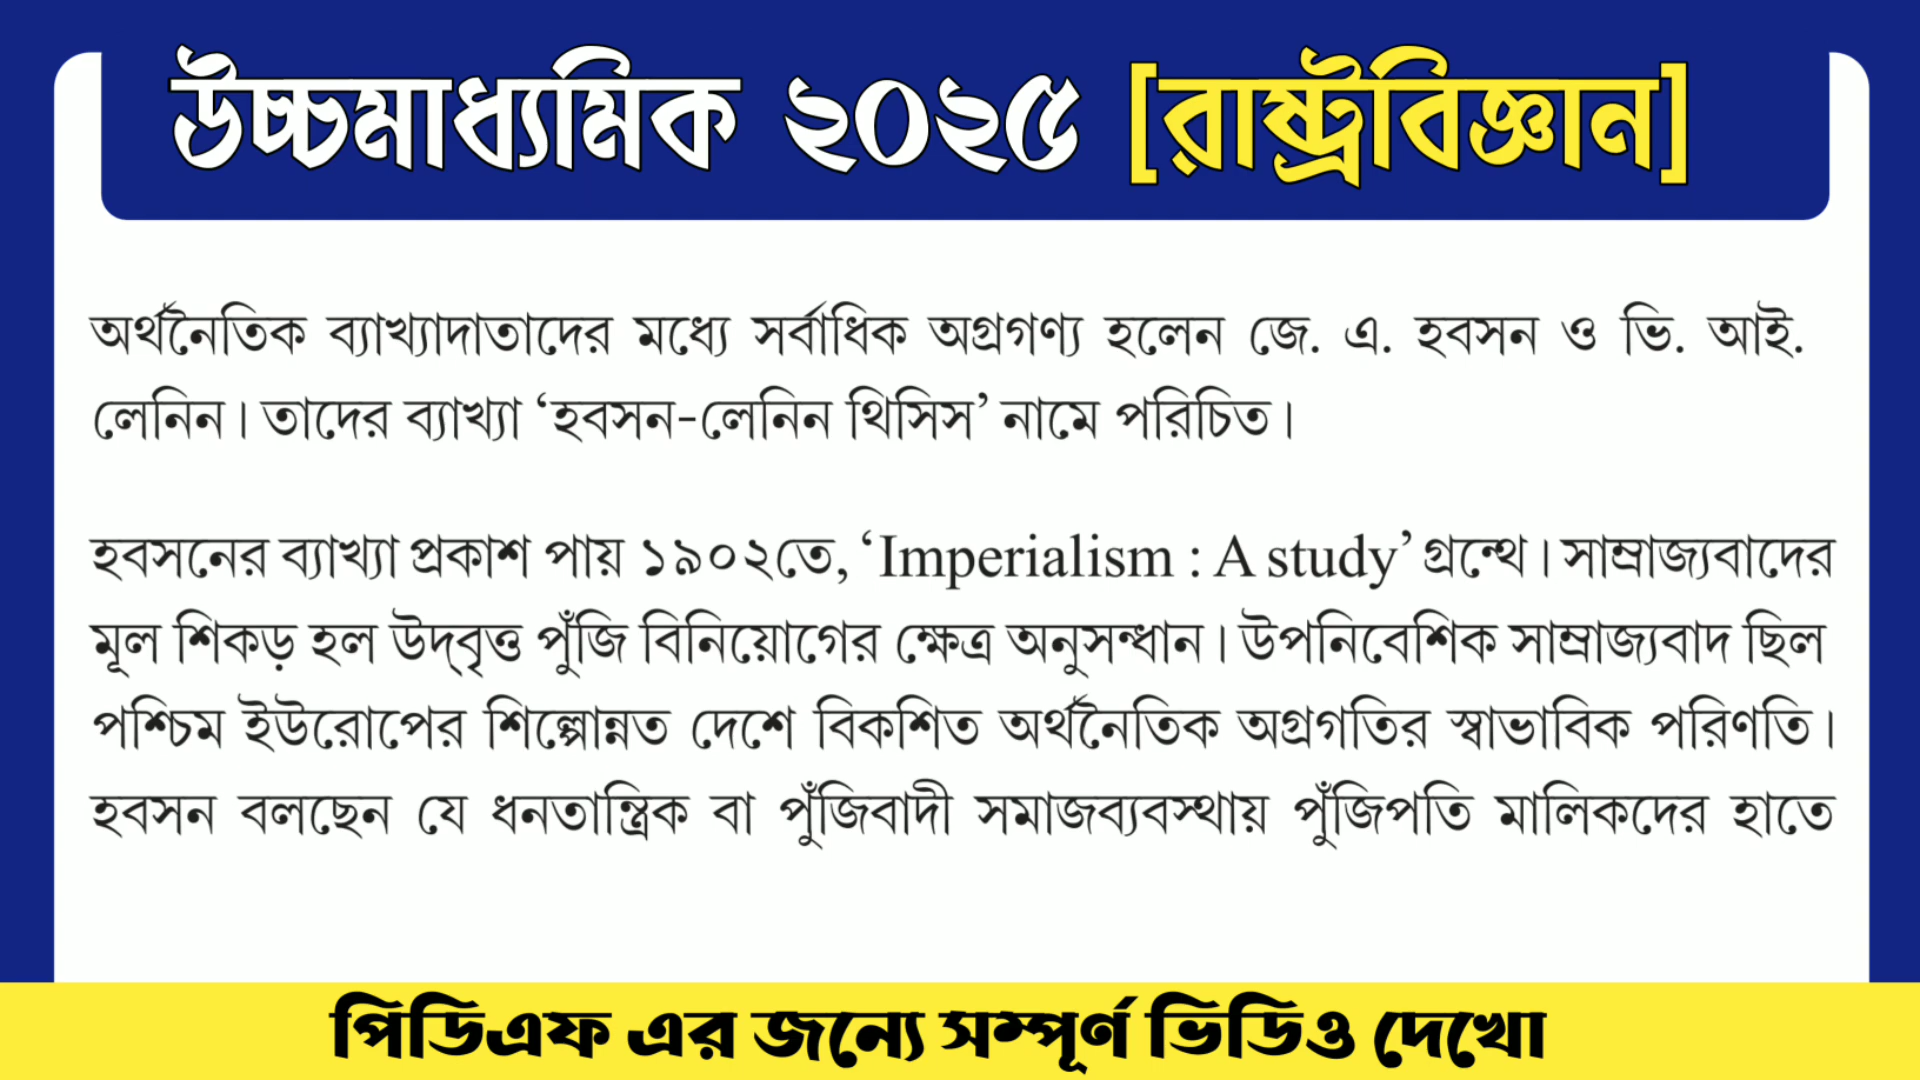 উচ্চমাধ্যমিক ২০২৫ [রাষ্ট্রবিজ্ঞান]
অর্থনৈতিক ব্যাখ্যাদাতাদের মধ্যে সর্বাধিক অগ্রগণ্য হলেন জে. এ. হবসন ও ভি. আই.
লেনিন। তাদের ব্যাখ্যা ‘হবসন-লেনিন থিসিস’ নামে পরিচিত।
হবসনের ব্যাখ্যা প্রকাশ পায় ১৯০২তে, ‘Imperialism : A study’ গ্রন্থে। সাম্রাজ্যবাদের
মূল শিকড় হল উদ্‌বৃত্ত পুঁজি বিনিয়োগের ক্ষেত্র অনুসন্ধান। উপনিবেশিক সাম্রাজ্যবাদ ছিল
পশ্চিম ইউরোপের শিল্পোন্নত দেশে বিকশিত অর্থনৈতিক অগ্রগতির স্বাভাবিক পরিণতি।
হবসন বলছেন যে ধনতান্ত্রিক বা পুঁজিবাদী সমাজব্যবস্থায় পুঁজিপতি মালিকদের হাতে
পিডিএফ এর জন্যে সম্পূর্ণ ভিডিও দেখো